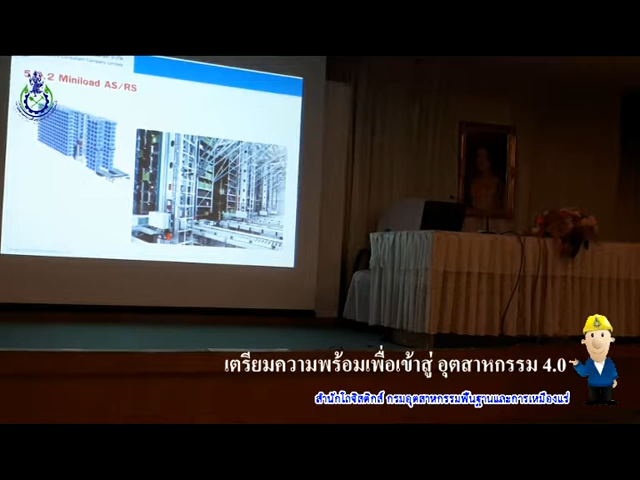 Consultant Company Limited
5.5.2 Miniload AS/RS
เตรียมความพร้อมเพื่อเข้าสู่ อุตสาหกรรม 4.0
สำนักโลจิสติกส์ กรมอุตสาหกรรมพื้นฐานและการเหมืองแร่